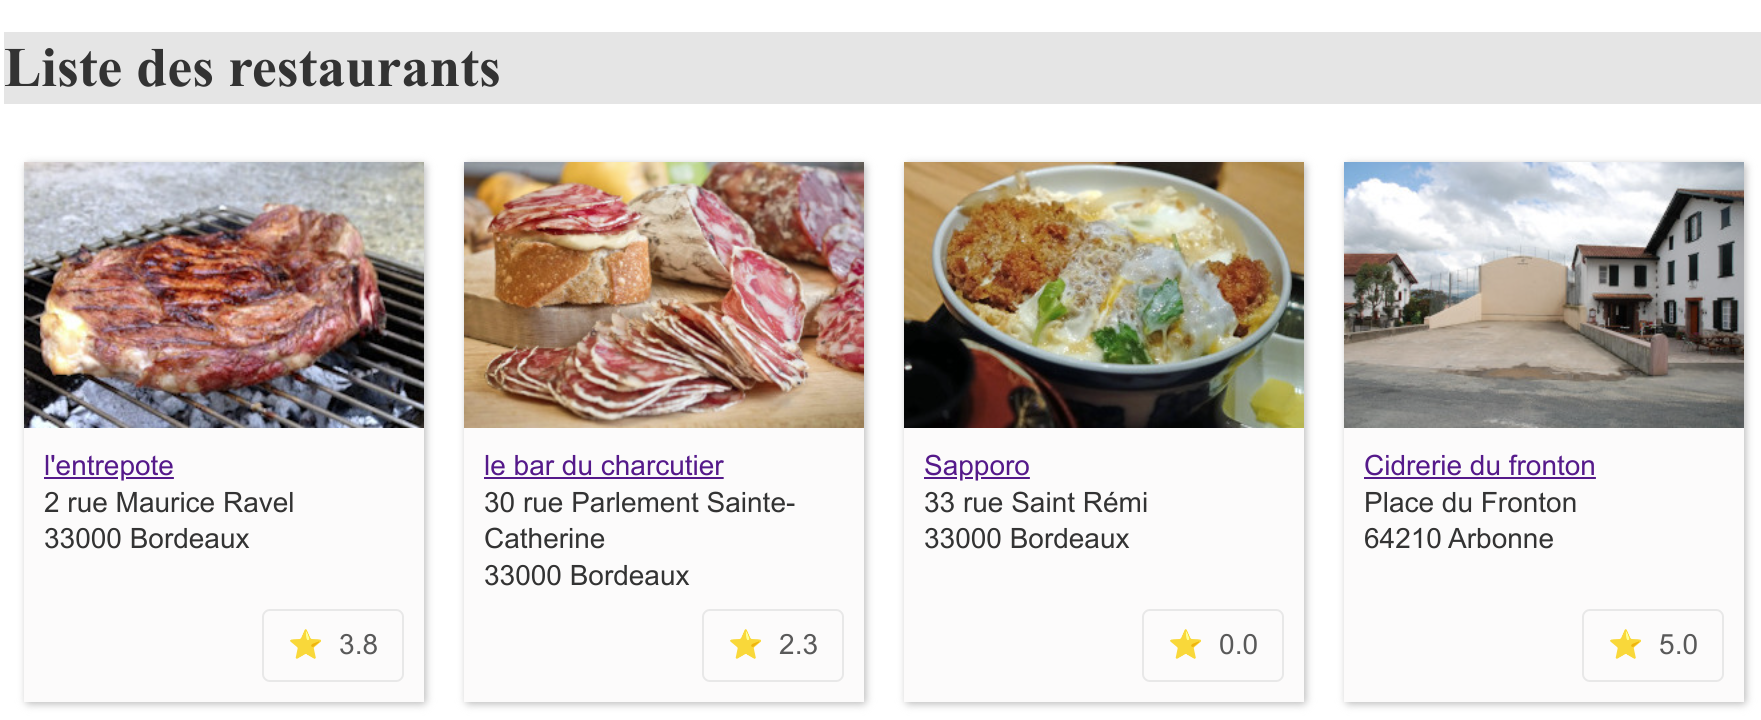 Liste des restaurants
l'entrepote
2 rue Maurice Ravel
33000 Bordeaux
⭐ 3.8
le bar du charcutier
30 rue Parlement Sainte-
Catherine
33000 Bordeaux
⭐ 2.3
Sapporo
33 rue Saint Rémi
33000 Bordeaux
⭐ 0.0
Cidrerie du fronton
Place du Fronton
64210 Arbonne
⭐ 5.0